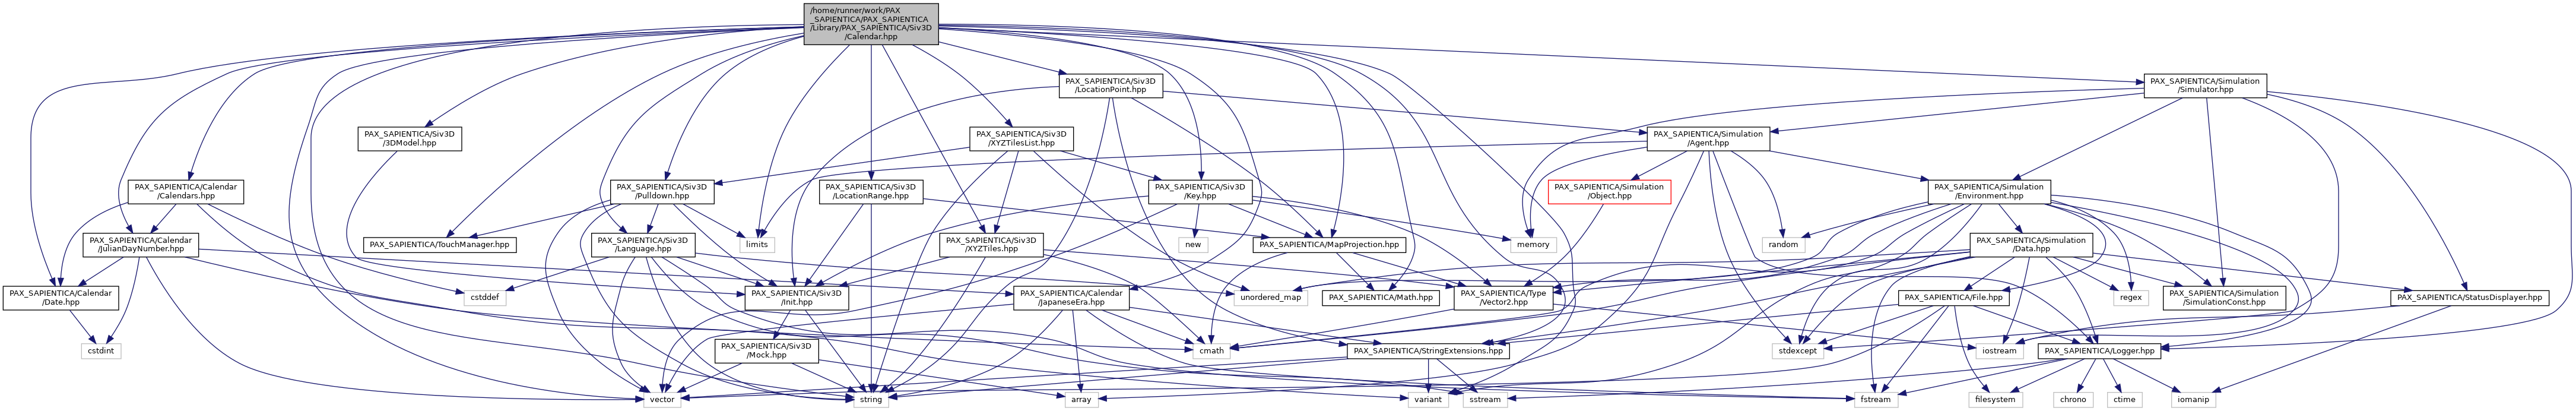 /home/runner/work/PAX
_SAPIENTICA/PAX_SAPIENTICA
/Library/PAX_SAPIENTICA/Siv3D
/Calendar.hpp
PAX_SAPIENTICA/Siv3D
/LocationPoint.hpp
PAX_SAPIENTICA/Simulation
/Simulator.hpp
PAX_SAPIENTICA/Siv3D
/3DModel.hpp
PAX_SAPIENTICA/Siv3D
/XYZTilesList.hpp
PAX_SAPIENTICA/Simulation
/Agent.hpp
PAX_SAPIENTICA/Calendar
/Calendars.hpp
PAX_SAPIENTICA/Siv3D
/Pulldown.hpp
PAX_SAPIENTICA/Siv3D
/LocationRange.hpp
PAX_SAPIENTICA/Siv3D
/Key.hpp
PAX_SAPIENTICA/Simulation
/Object.hpp
PAX_SAPIENTICA/Simulation
/Environment.hpp
PAX_SAPIENTICA/Calendar
/JulianDayNumber.hpp
PAX_SAPIENTICA/TouchManager.hpp
PAX_SAPIENTICA/Siv3D
/Language.hpp
limits
PAX_SAPIENTICA/Siv3D
/XYZTiles.hpp
new
PAX_SAPIENTICA/MapProjection.hpp
memory
random
PAX_SAPIENTICA/Simulation
/Data.hpp
PAX_SAPIENTICA/Calendar
/Date.hpp
cstddef
PAX_SAPIENTICA/Siv3D
/Init.hpp
PAX_SAPIENTICA/Calendar
/JapaneseEra.hpp
unordered_map
PAX_SAPIENTICA/Math.hpp
PAX_SAPIENTICA/Type
/Vector2.hpp
PAX_SAPIENTICA/File.hpp
regex
PAX_SAPIENTICA/Simulation
/SimulationConst.hpp
PAX_SAPIENTICA/StatusDisplayer.hpp
cstdint
PAX_SAPIENTICA/Siv3D
/Mock.hpp
cmath
PAX_SAPIENTICA/StringExtensions.hpp
stdexcept
iostream
PAX_SAPIENTICA/Logger.hpp
vector
string
array
variant
sstream
fstream
filesystem
chrono
ctime
iomanip